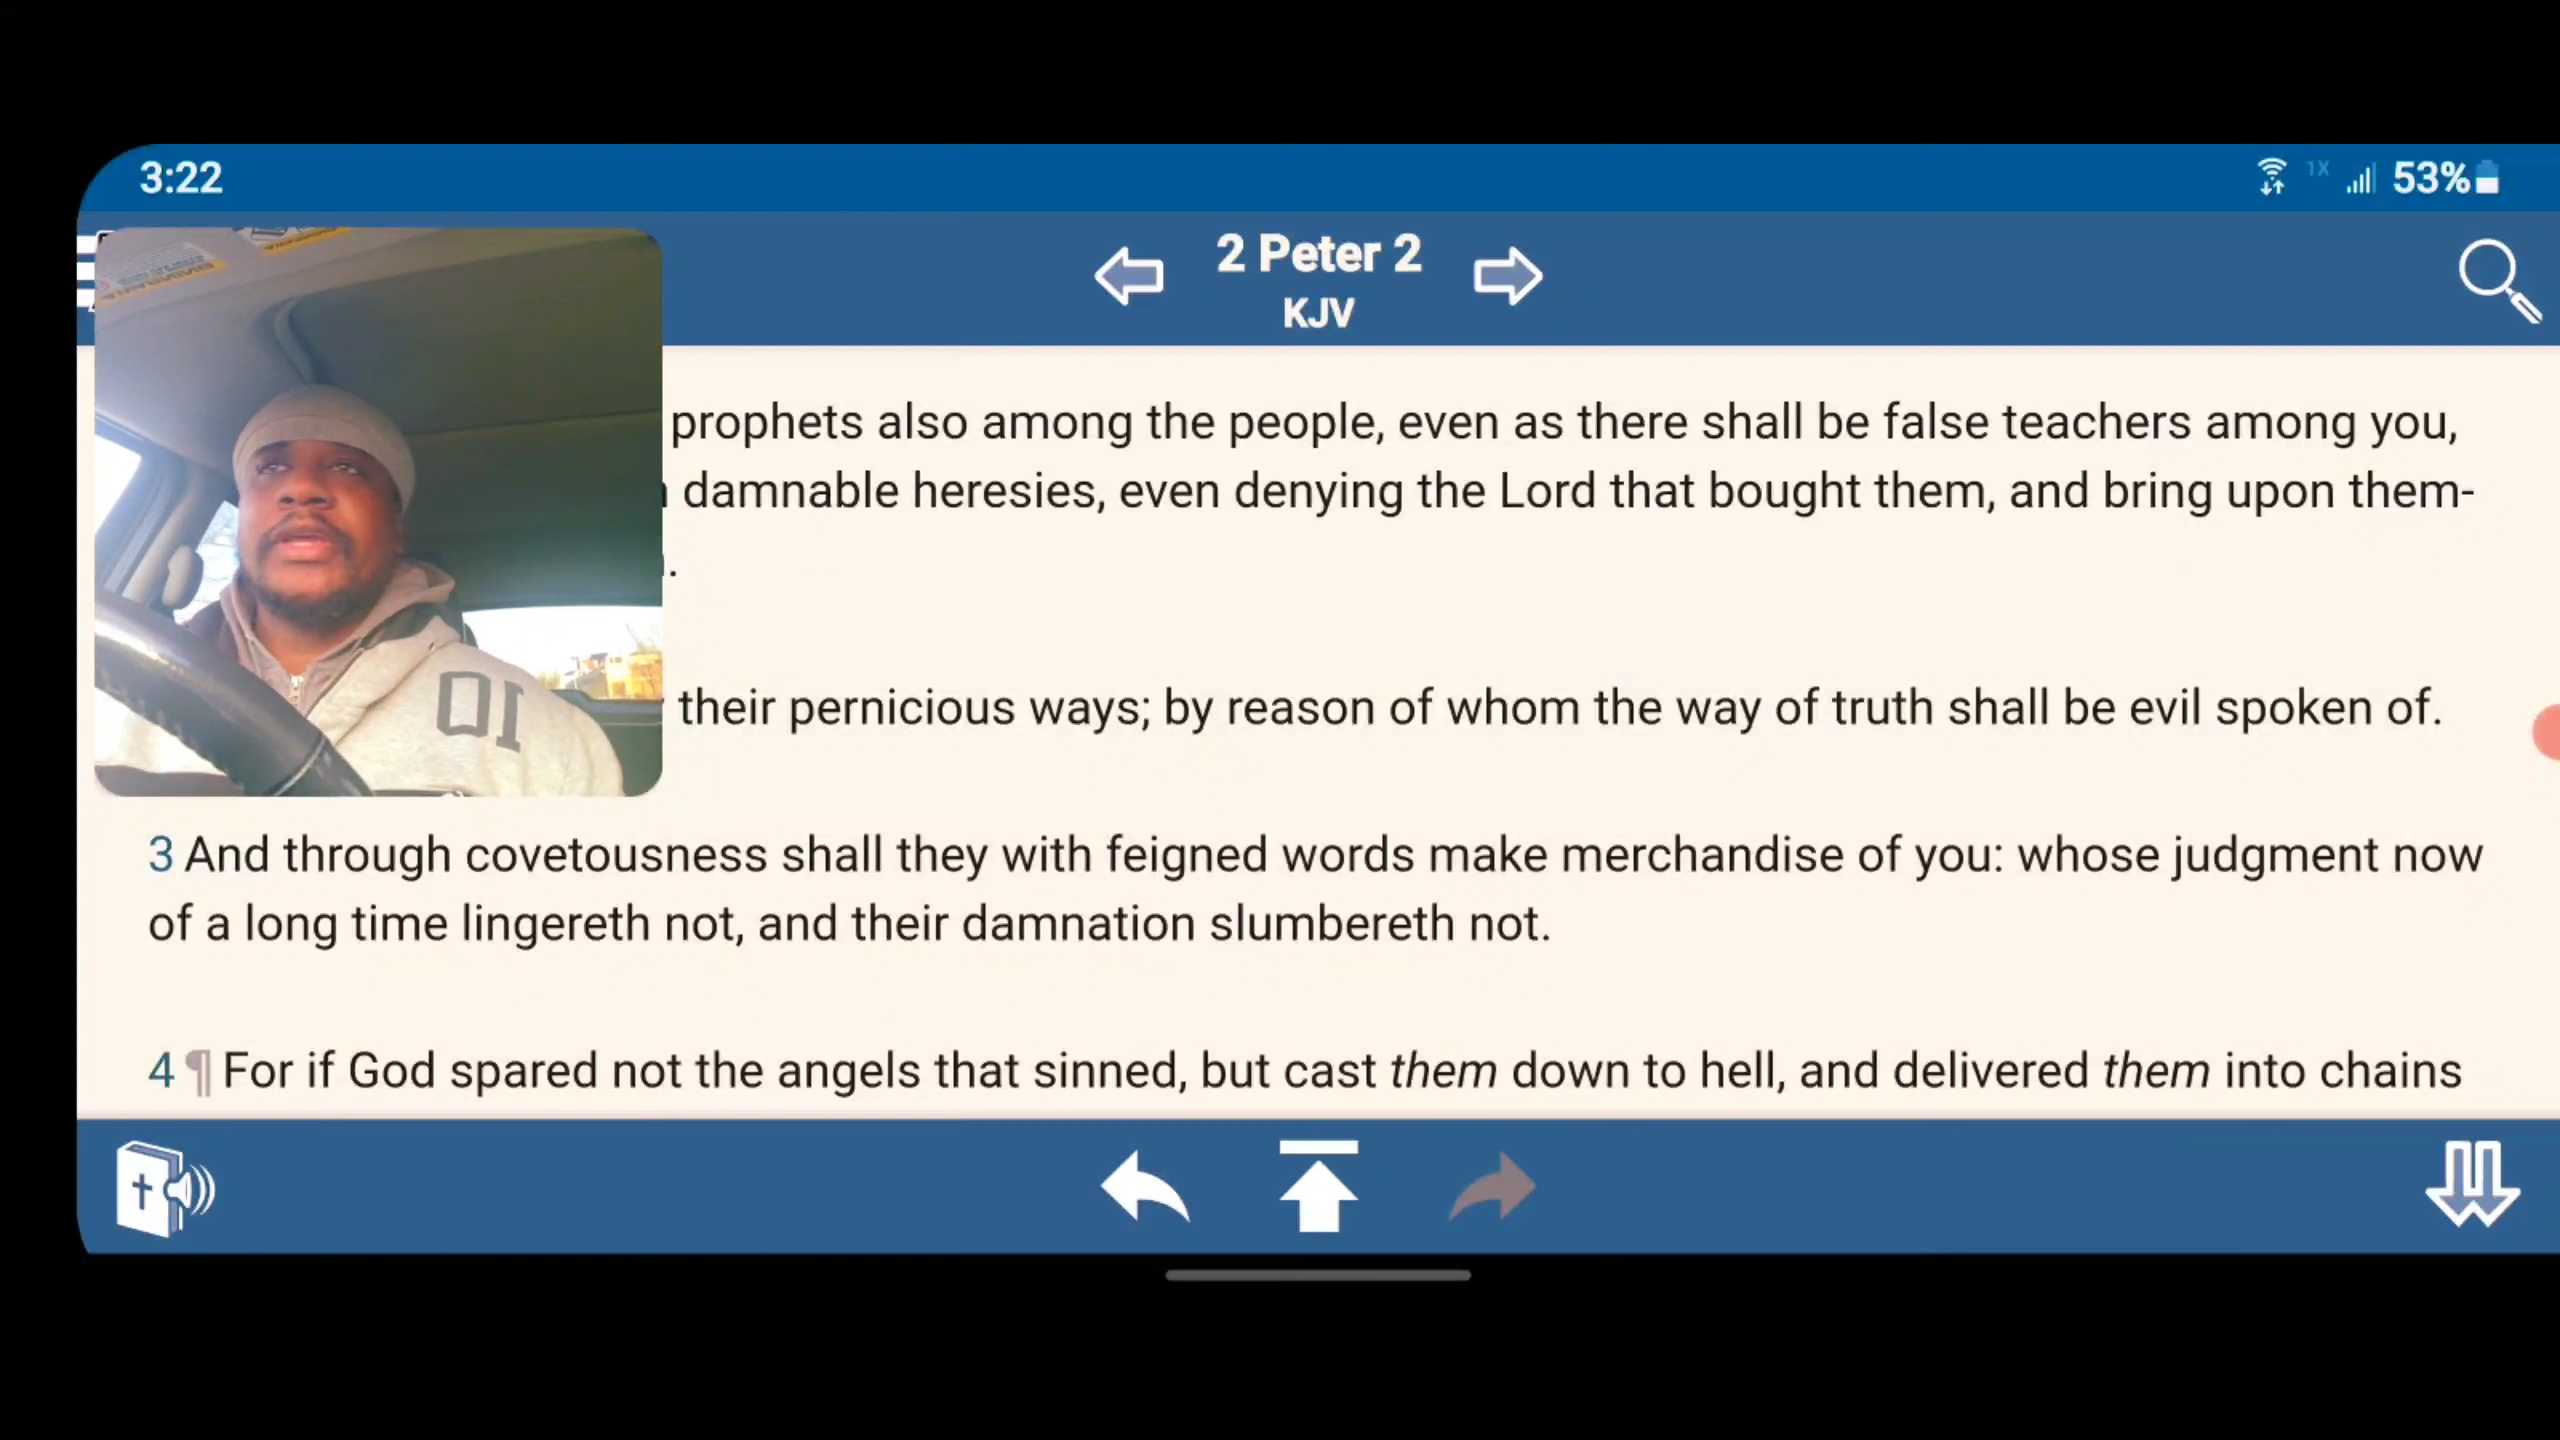 3:22
1X 53%
2 Peter 2
KJV
prophets also among the people, even as there shall be false teachers among you,
damnable heresies, even denying the Lord that bought them, and bring upon them-
.
their pernicious ways; by reason of whom the way of truth shall be evil spoken of.
3 And through covetousness shall they with feigned words make merchandise of you: whose judgment now
of a long time lingereth not, and their damnation slumbereth not.
4 ¶ For if God spared not the angels that sinned, but cast them down to hell, and delivered them into chains